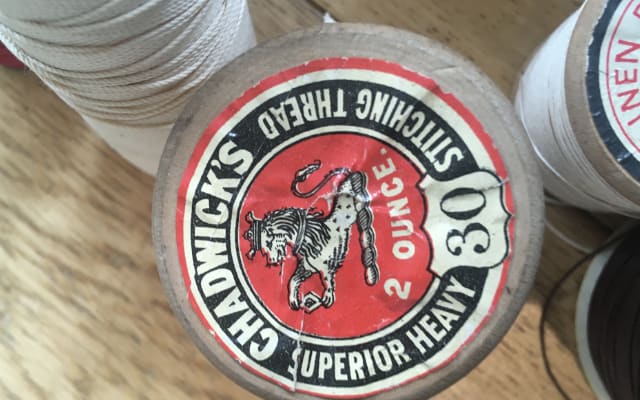 CHADWICK'S
SUPERIOR HEAVY
STITCHING THREAD
30
2 OUNCE.